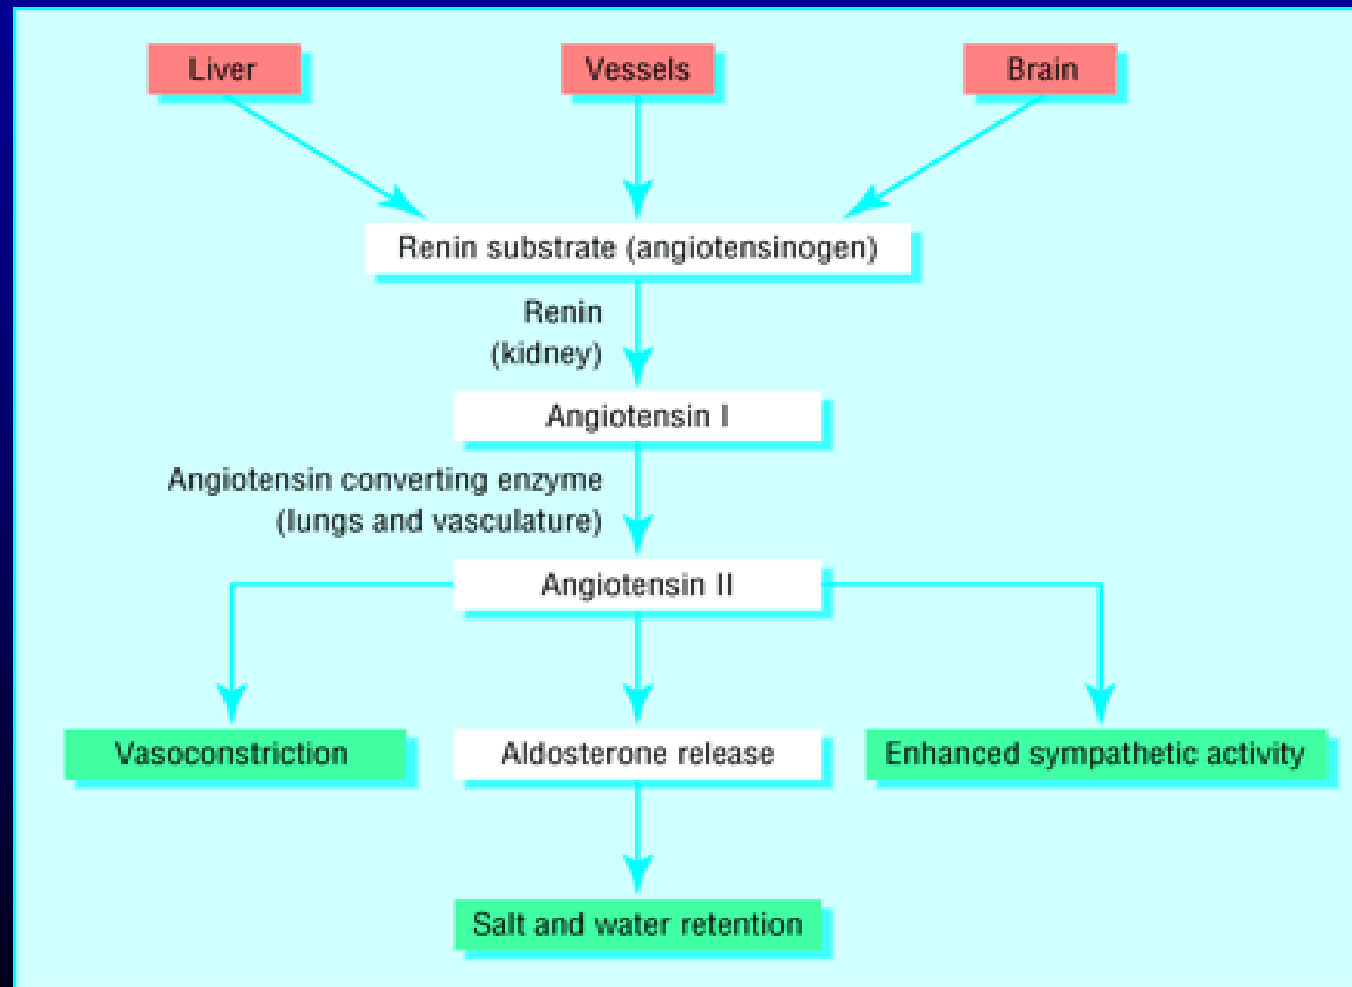 Liver
Vessels
Brain
Renin substrate (angiotensinogen)
Renin
(kidney)
Angiotensin I
Angiotensin converting enzyme
(lungs and vasculature)
Angiotensin II
Vasoconstriction
Aldosterone release
Enhanced sympathetic activity
Salt and water retention